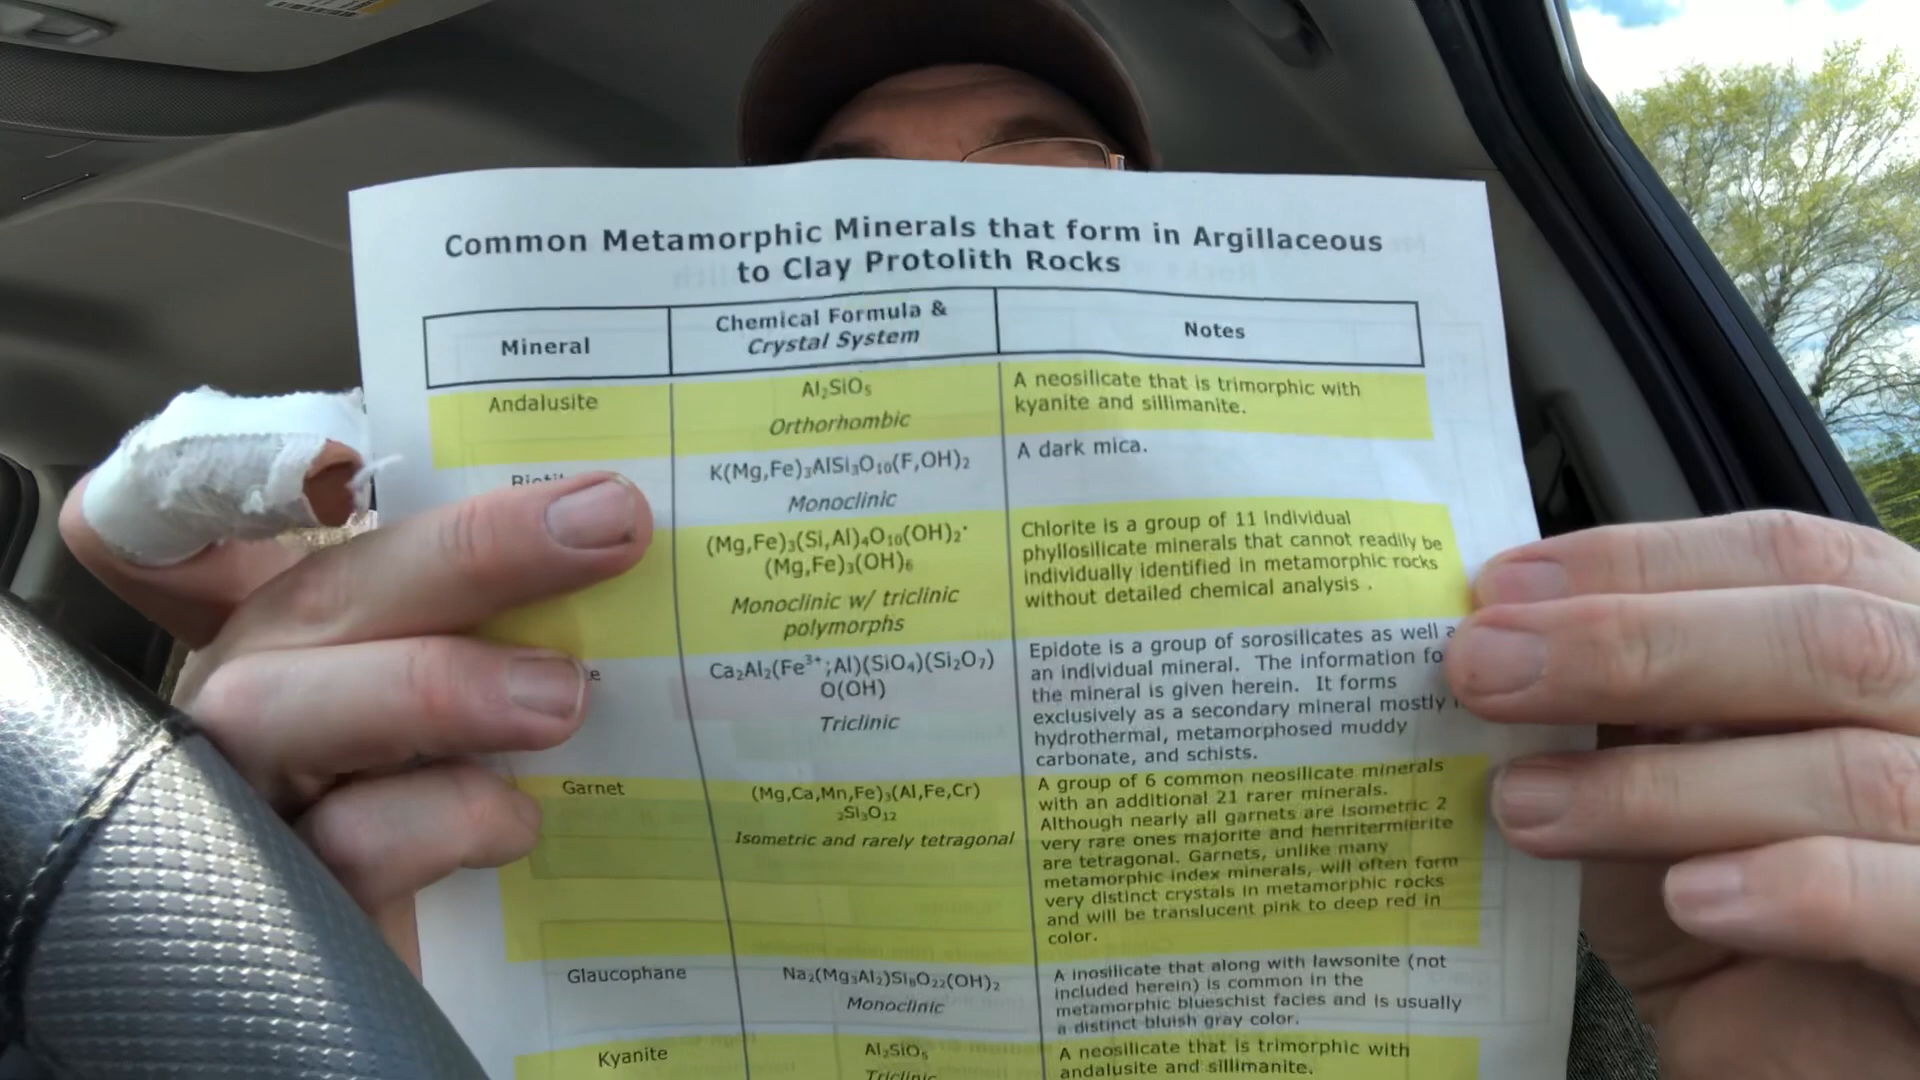 Common Metamorphic Minerals that form in Argillaceous
to Clay Protolith Rocks
Mineral
Chemical Formula &
Crystal System
Notes
Andalusite
Al₂SiO₅
Orthorhombic
A neosilicate that is trimorphic with
kyanite and sillimanite.
K(Mg,Fe)₃AlSi₃O₁₀(F,OH)₂
Monoclinic
A dark mica.
(Mg,Fe)₃(Si,Al)₄O₁₀(OH)₂·
(Mg,Fe)₃(OH)₆
Monoclinic w/ triclinic
polymorphs
Chlorite is a group of 11 individual
phyllosilicate minerals that cannot readily be
individually identified in metamorphic rocks
without detailed chemical analysis .
Ca₂Al₂(Fe³⁺;Al)(SiO₄)(Si₂O₇)
O(OH)
Triclinic
Epidote is a group of sorosilicates as well
an individual mineral. The information
the mineral is given herein. It forms
exclusively as a secondary mineral mostly
hydrothermal, metamorphosed muddy
carbonate, and schists.
Garnet
(Mg,Ca,Mn,Fe)₃(Al,Fe,Cr)
₂Si₃O₁₂
Isometric and rarely tetragonal
A group of 6 common neosilicate minerals
with an additional 21 rarer minerals.
Although nearly all garnets are isometric 2
very rare ones majorite and henritermierite
are tetragonal. Garnets, unlike many
metamorphic index minerals, will often form
very distinct crystals in metamorphic rocks
and will be translucent pink to deep red in
color.
Glaucophane
Na₂(Mg₃Al₂)Si₈O₂₂(OH)₂
Monoclinic
A inosilicate that along with lawsonite (not
included herein) is common in the
metamorphic blueschist facies and is usually
a distinct bluish gray color.
Kyanite
Al₂SiO₅
Triclinic
A neosilicate that is trimorphic with
andalusite and sillimanite.